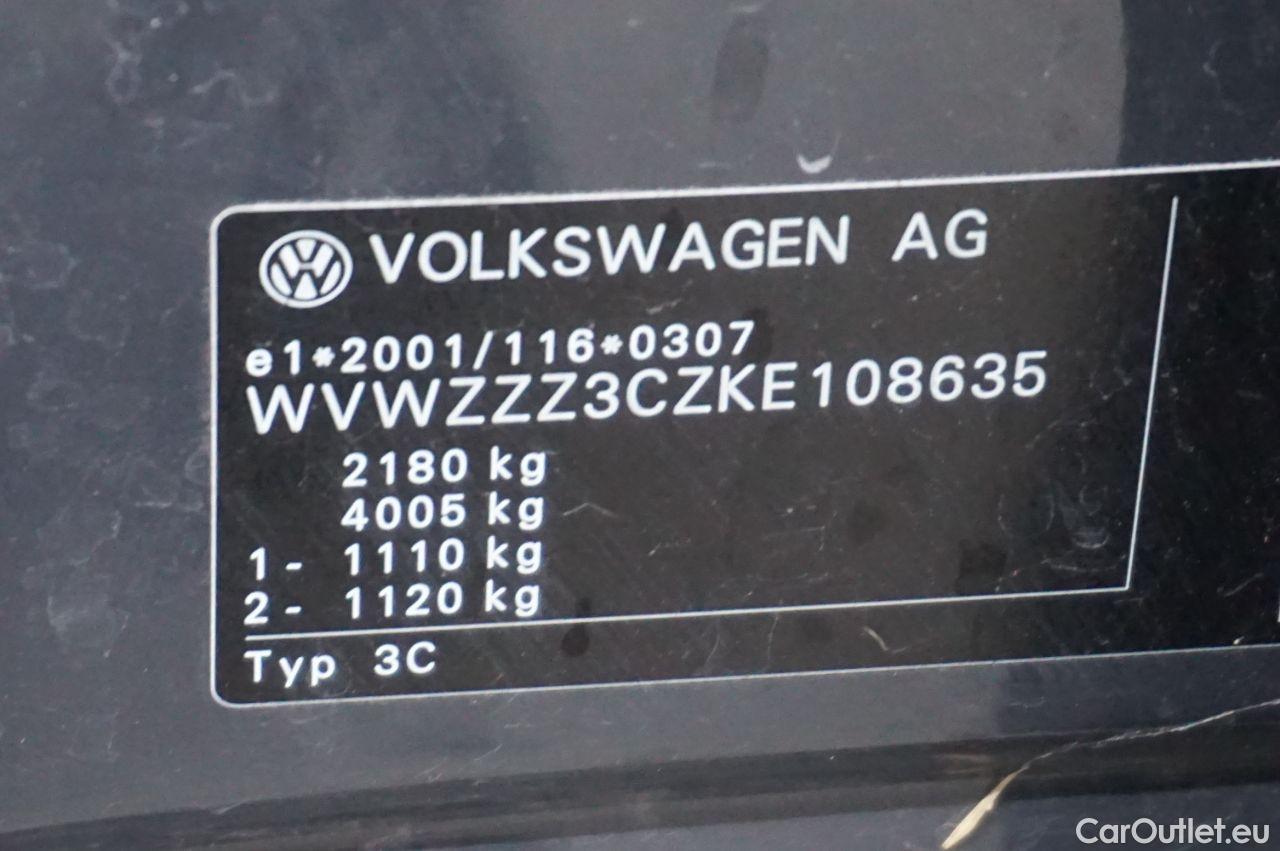 VOLKSWAGEN AG
e1*2001/116*0307
WVWZZZ3CZKE108635
2180 kg
4005 kg
1 - 1110 kg
2 - 1120 kg
Typ 3C
CarOutlet.eu